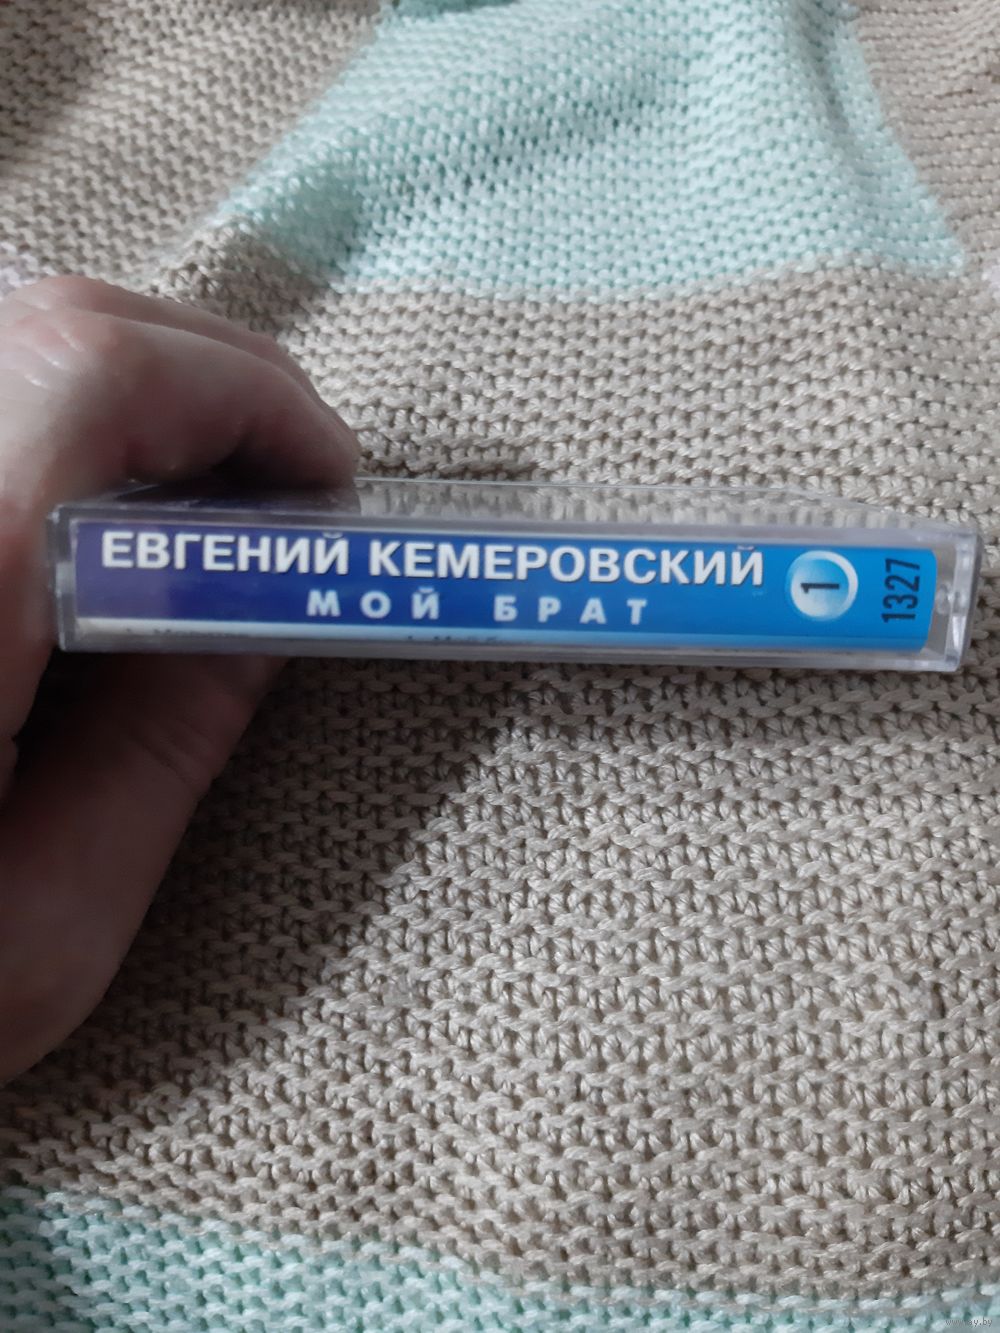 ЕВГЕНИЙ КЕМЕРОВСКИЙ
МОЙ БРАТ
1
1327